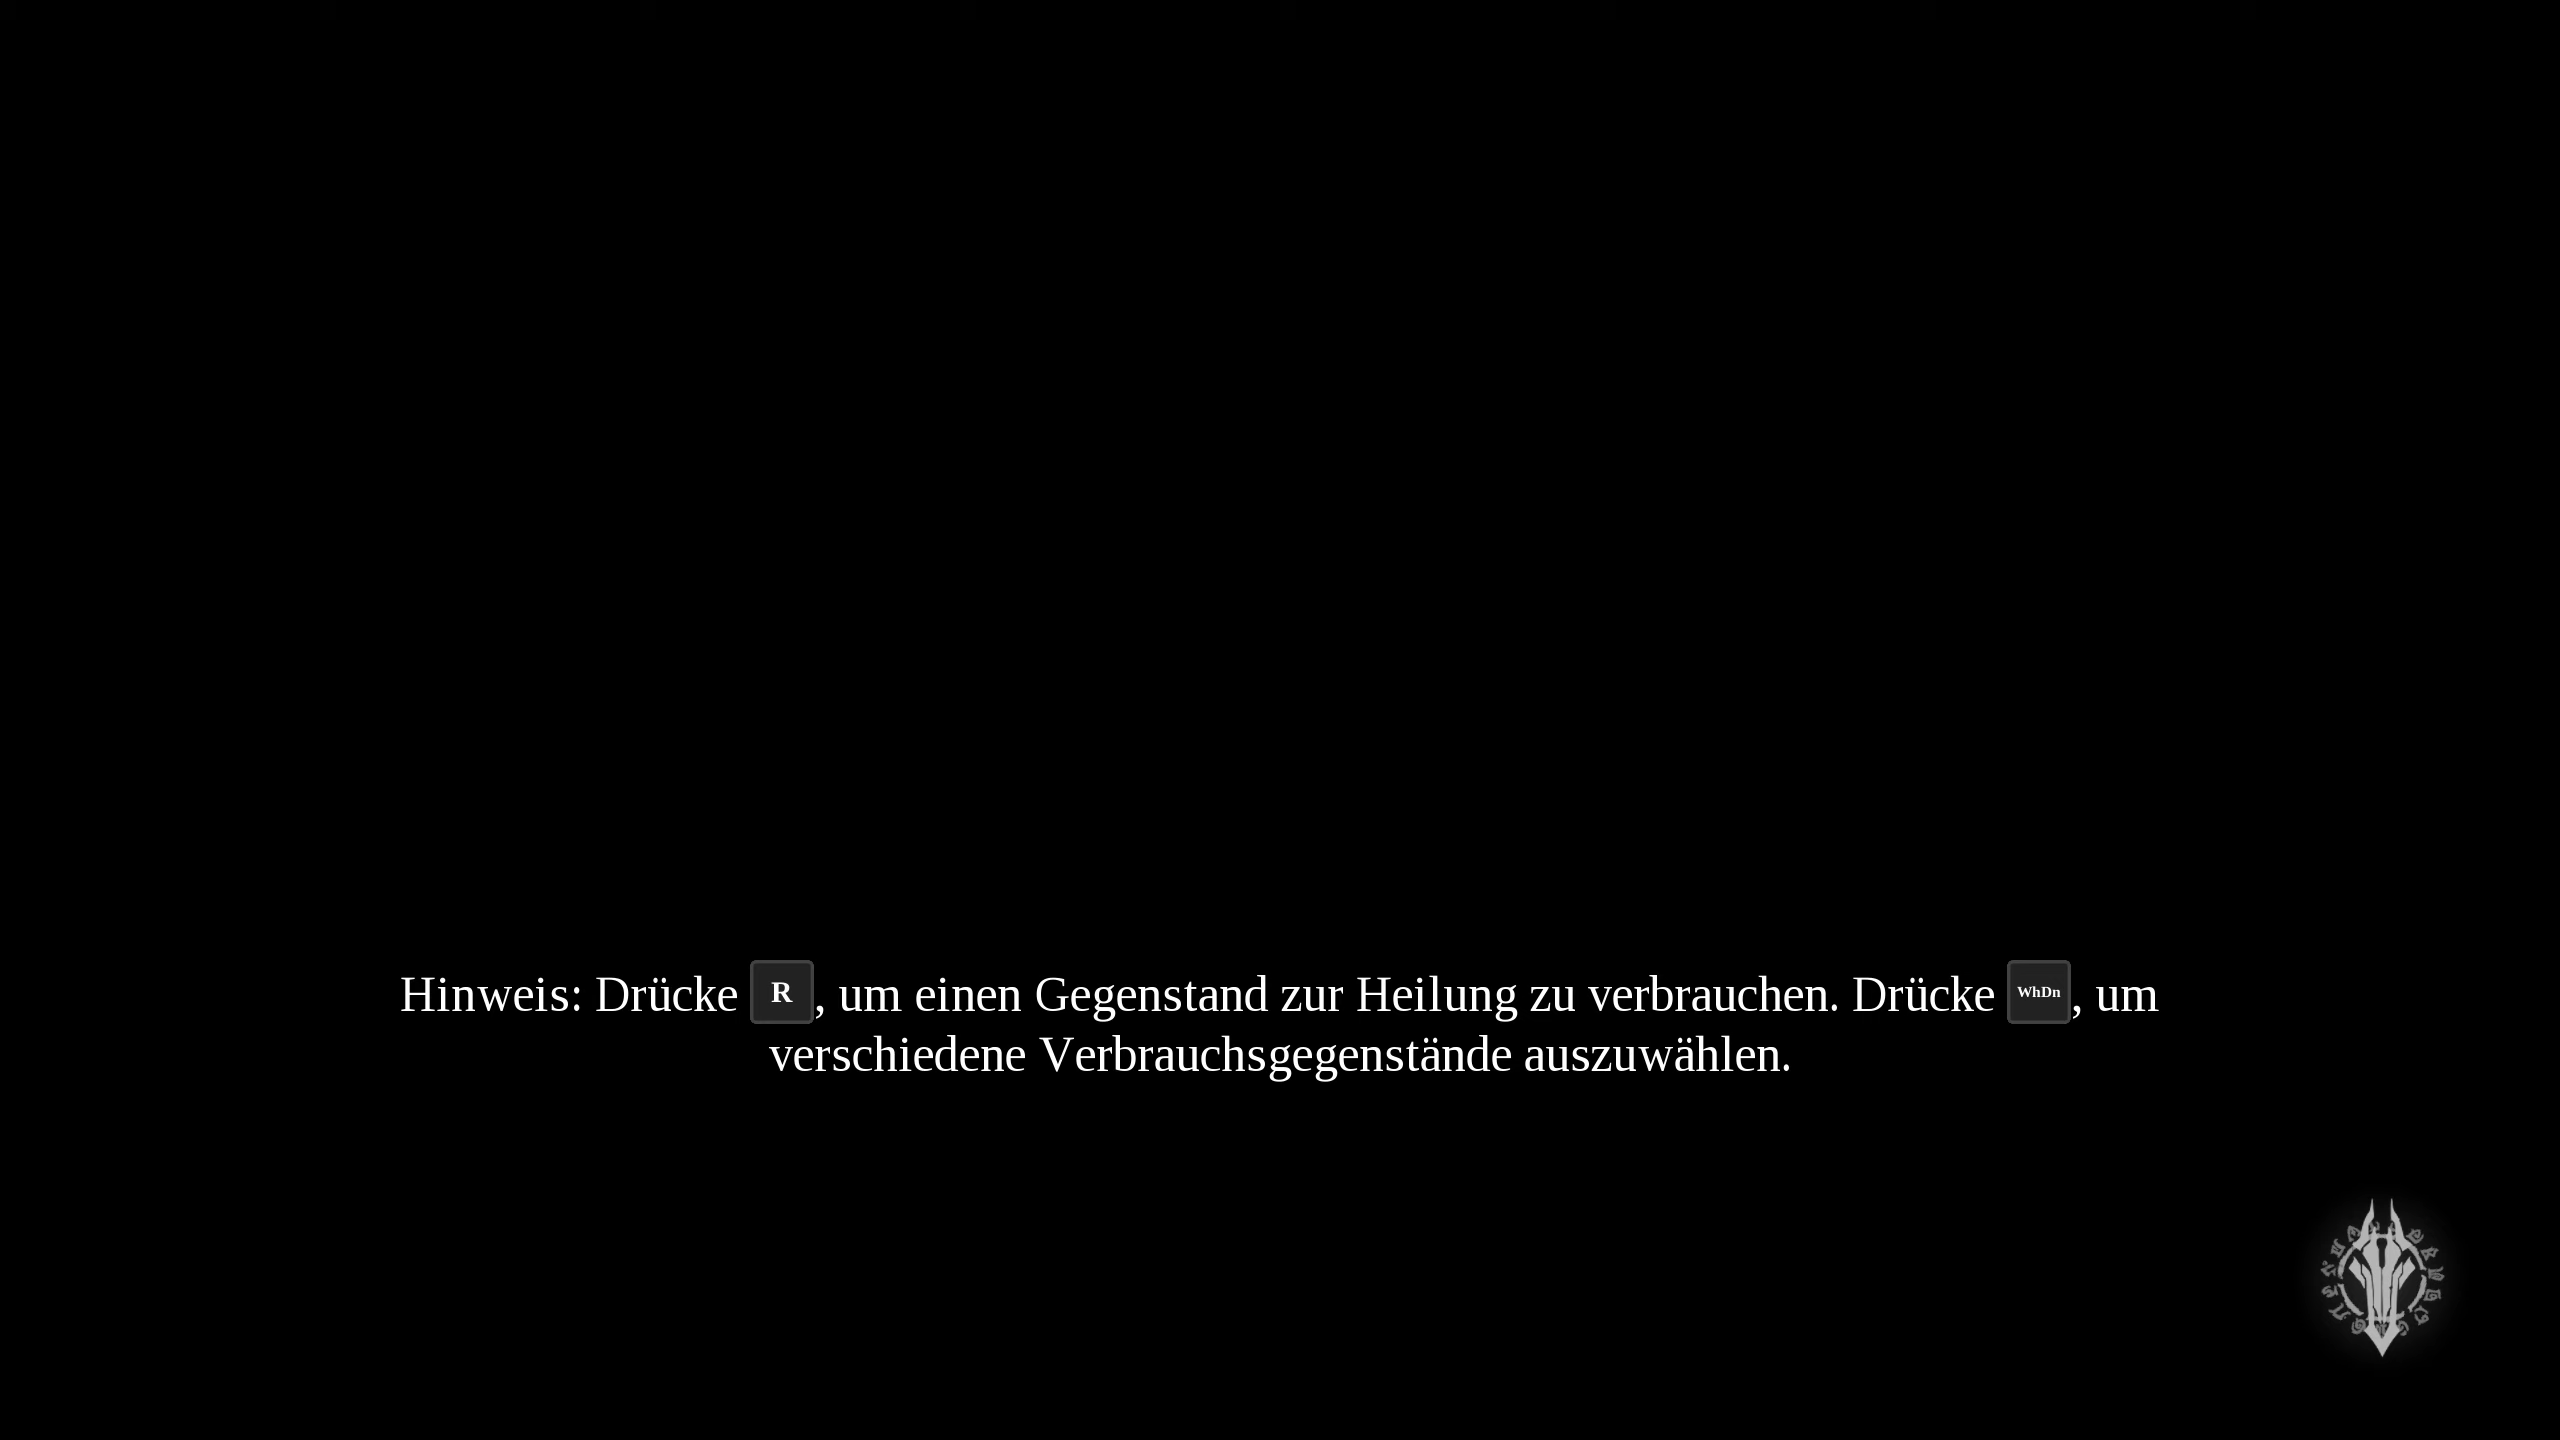 Hinweis: Drücke R, um einen Gegenstand zur Heilung zu verbrauchen. Drücke WhDn, um
verschiedene Verbrauchsgegenstände auszuwählen.